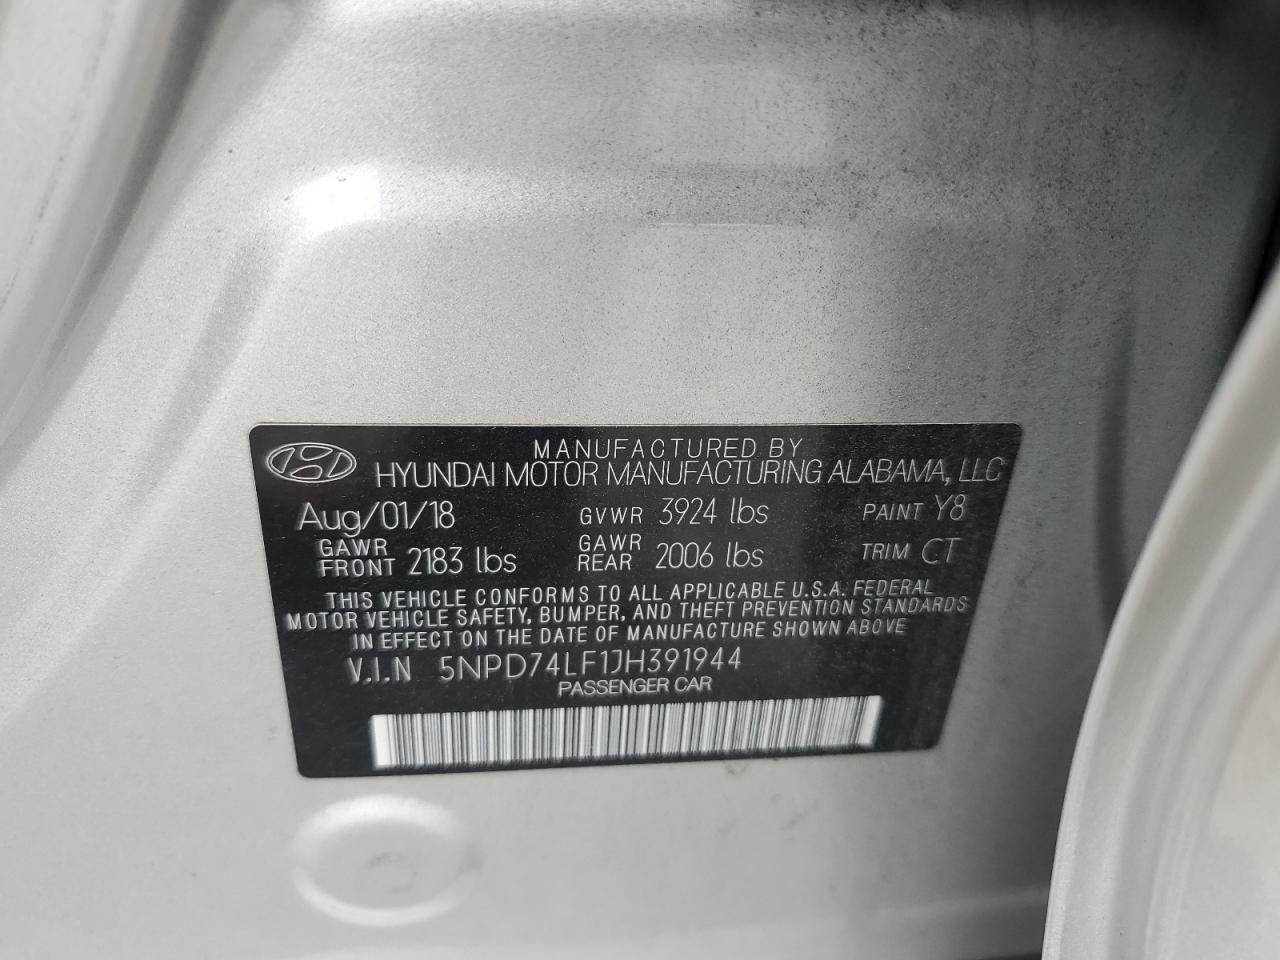 MANUFACTURED BY
HYUNDAI MOTOR MANUFACTURING ALABAMA, LLC
Aug/01/18 GVWR 3924 lbs PAINT Y8
GAWR FRONT 2183 lbs GAWR REAR 2006 lbs TRIM CT
THIS VEHICLE CONFORMS TO ALL APPLICABLE U.S.A. FEDERAL
MOTOR VEHICLE SAFETY, BUMPER, AND THEFT PREVENTION STANDARDS
IN EFFECT ON THE DATE OF MANUFACTURE SHOWN ABOVE
V.I.N 5NPD74LF1JH391944
PASSENGER CAR